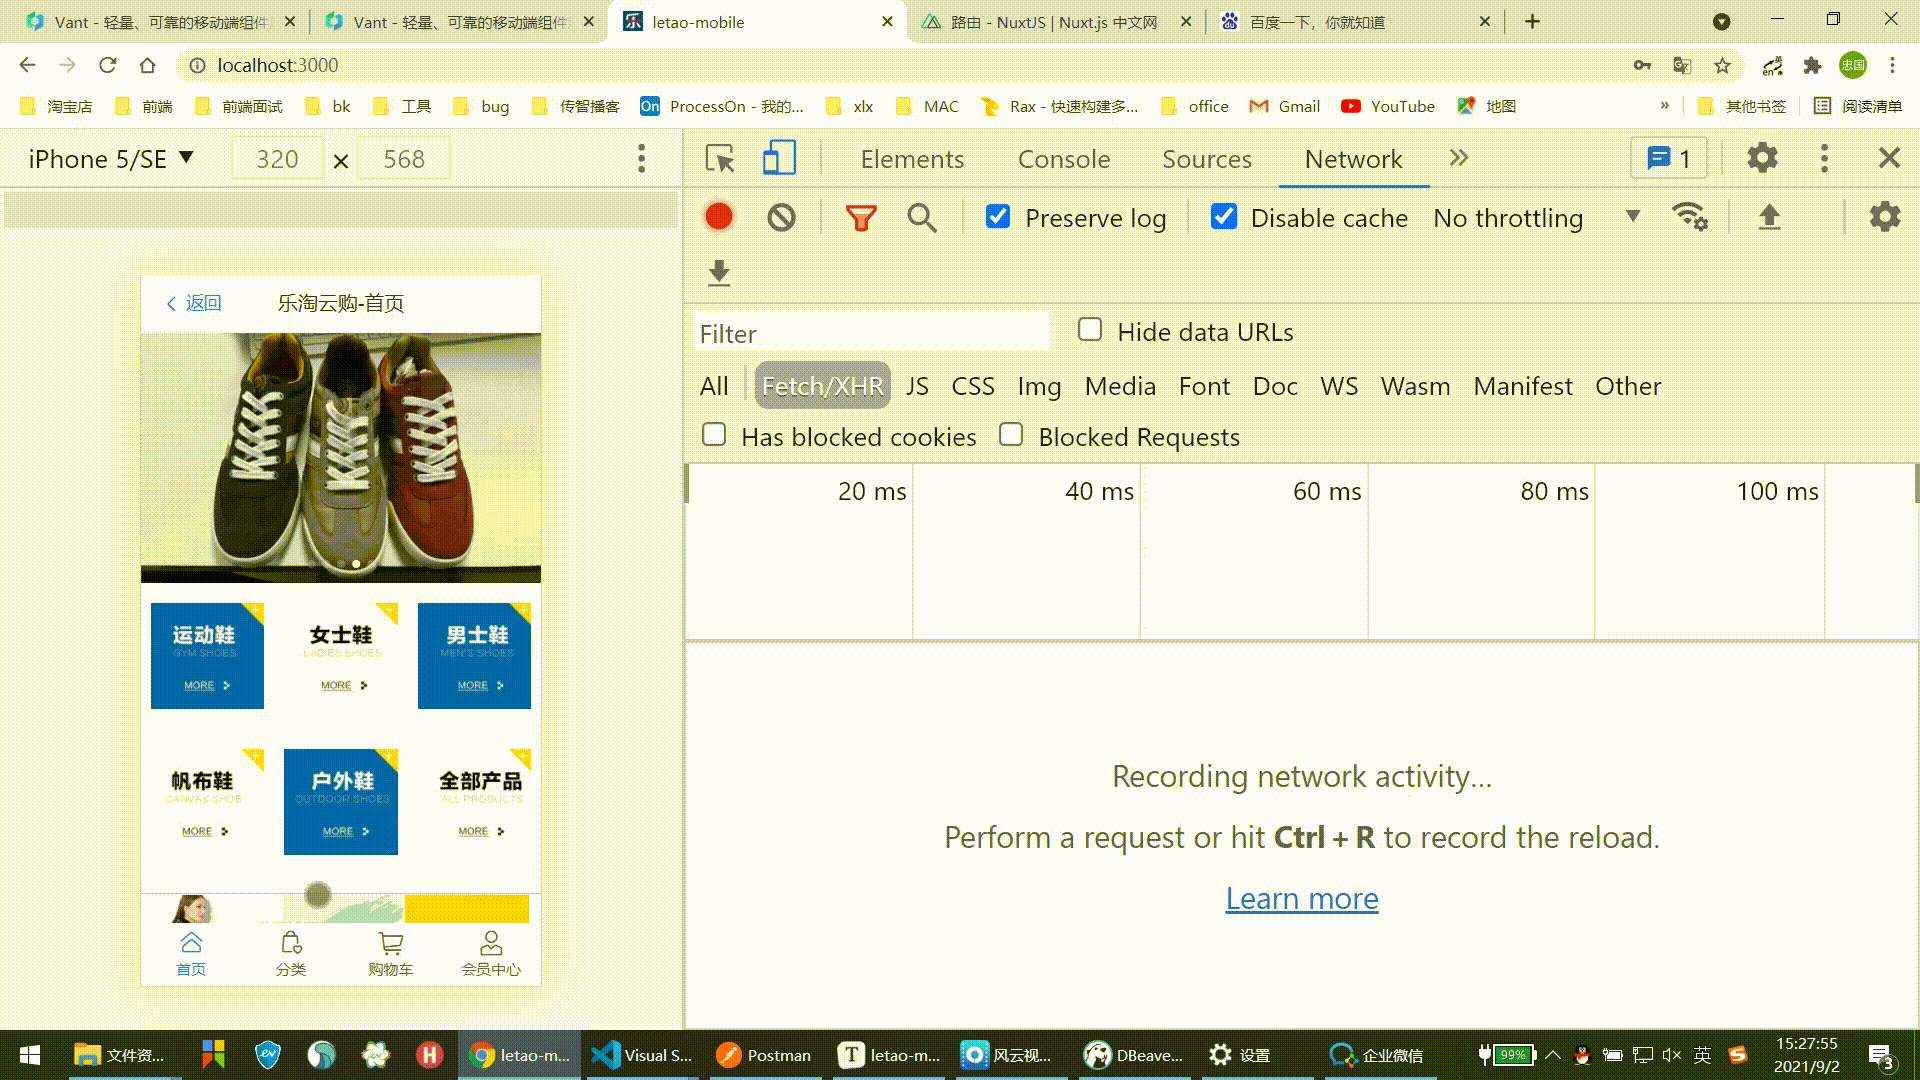 Vant - 轻量、可靠的移动端组件
Vant - 轻量、可靠的移动端组件
letao-mobile
路由 - NuxtJS | Nuxt.js 中文网
百度一下，你就知道
localhost:3000
忠国
淘宝店
前端
前端面试
bk
工具
bug
传智播客
On
ProcessOn - 我的...
xlx
MAC
Rax - 快速构建多...
office
Gmail
YouTube
地图
»
其他书签
阅读清单
iPhone 5/SE
320
×
568
Elements
Console
Sources
Network
1
Preserve log
Disable cache
No throttling
返回
乐淘云购-首页
Filter
Hide data URLs
All
Fetch/XHR
JS
CSS
Img
Media
Font
Doc
WS
Wasm
Manifest
Other
Has blocked cookies
Blocked Requests
20 ms
40 ms
60 ms
80 ms
100 ms
运动鞋
GYM SHOES
MORE
女士鞋
LADIES SHOES
MORE
男士鞋
MEN'S SHOES
MORE
帆布鞋
CANVAS SHOE
MORE
户外鞋
OUTDOOR SHOES
MORE
全部产品
ALL PRODUCTS
MORE
Recording network activity...
Perform a request or hit Ctrl + R to record the reload.
Learn more
首页
分类
购物车
会员中心
文件资...
letao-m...
Visual S...
Postman
letao-m...
风云视...
DBeave...
设置
企业微信
99%
英
15:27:55
2021/9/2
3